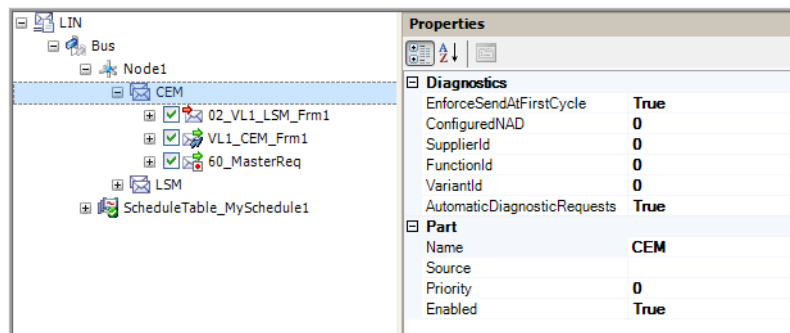 LIN
Bus
Node1
CEM
02_VL1_LSM_Frm1
VL1_CEM_Frm1
60_MasterReq
LSM
ScheduleTable_MySchedule1
Properties
Diagnostics
EnforceSendAtFirstCycle True
ConfiguredNAD 0
SupplierId 0
FunctionId 0
VariantId 0
AutomaticDiagnosticRequests True
Part
Name CEM
Source
Priority 0
Enabled True